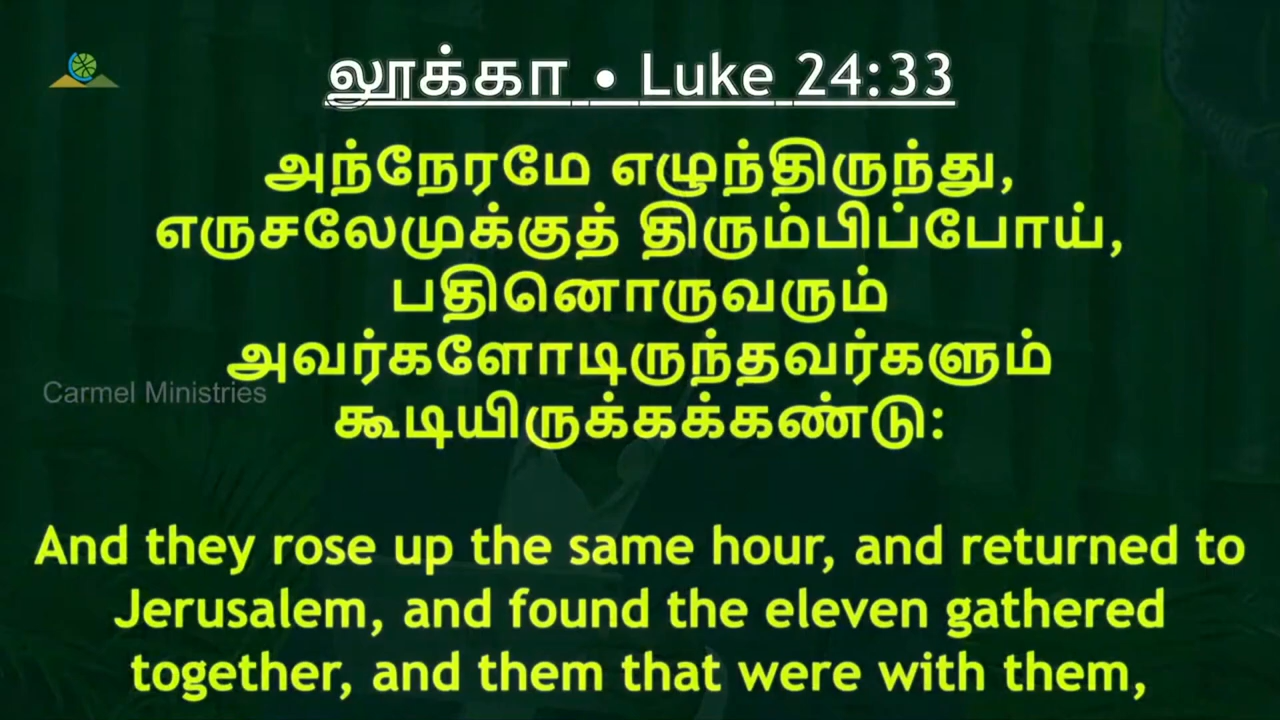 லூக்கா • Luke 24:33
அந்நேரமே எழுந்திருந்து,
எருசலேமுக்குத் திரும்பிப்போய்,
பதினொருவரும்
அவர்களோடிருந்தவர்களும்
Carmel Ministries
கூடியிருக்கக்கண்டு:
And they rose up the same hour, and returned to
Jerusalem, and found the eleven gathered
together, and them that were with them,